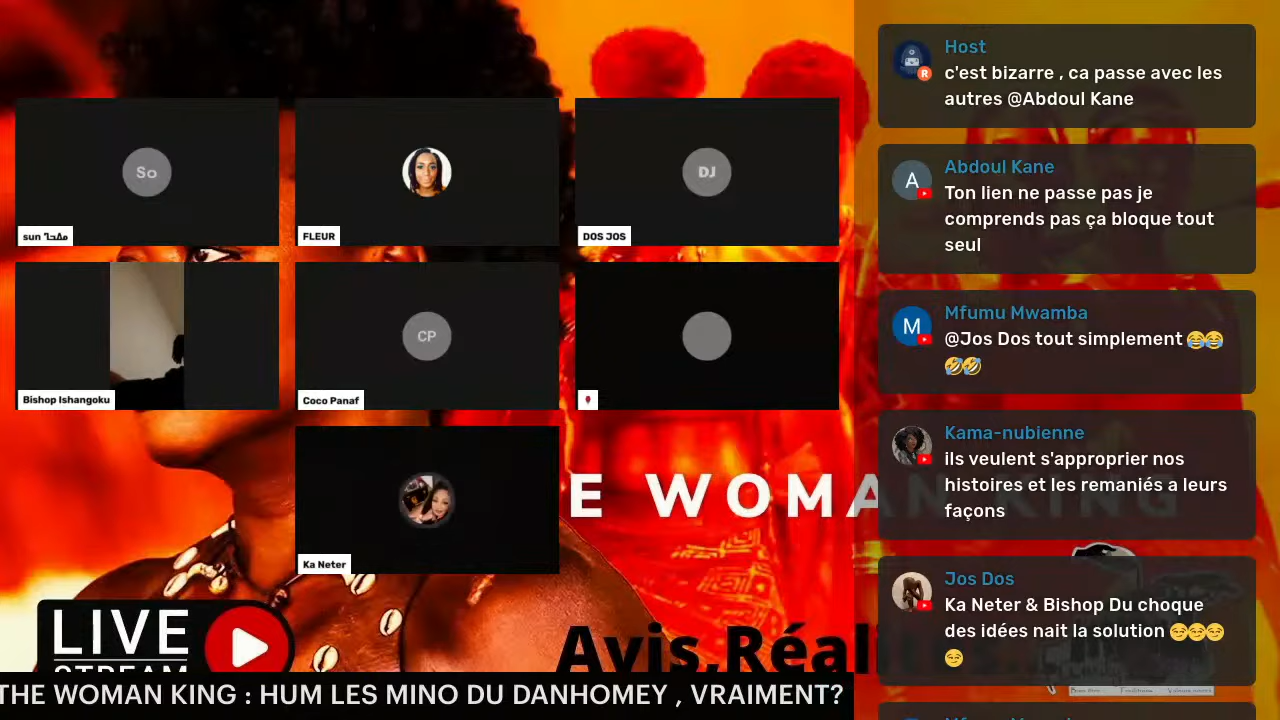 So
sun
FLEUR
DJ
DOS JOS
Bishop Ishangoku
CP
Coco Panaf
Ka Neter
E WOMAN KING
LIVE
STREAM
Avis,Réal
THE WOMAN KING : HUM LES MINO DU DANHOMEY , VRAIMENT?
Host
c'est bizarre , ca passe avec les
autres @Abdoul Kane
A
Abdoul Kane
Ton lien ne passe pas je
comprends pas ça bloque tout
seul
M
Mfumu Mwamba
@Jos Dos tout simplement 😂😂
🤣🤣
Kama-nubienne
ils veulent s'approprier nos
histoires et les remaniés a leurs
façons
Jos Dos
Ka Neter & Bishop Du choque
des idées nait la solution 😏😏😏
😏